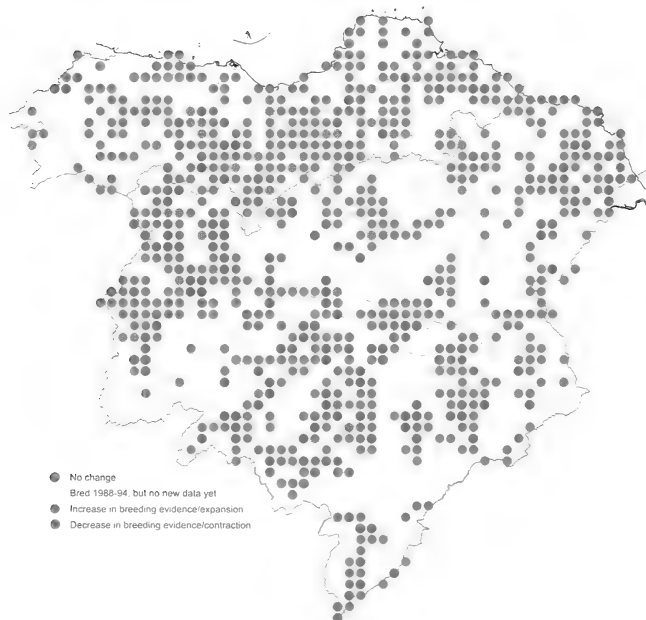 No change
Bred 1988-94, but no new data yet
Increase in breeding evidence/expansion
Decrease in breeding evidence/contraction